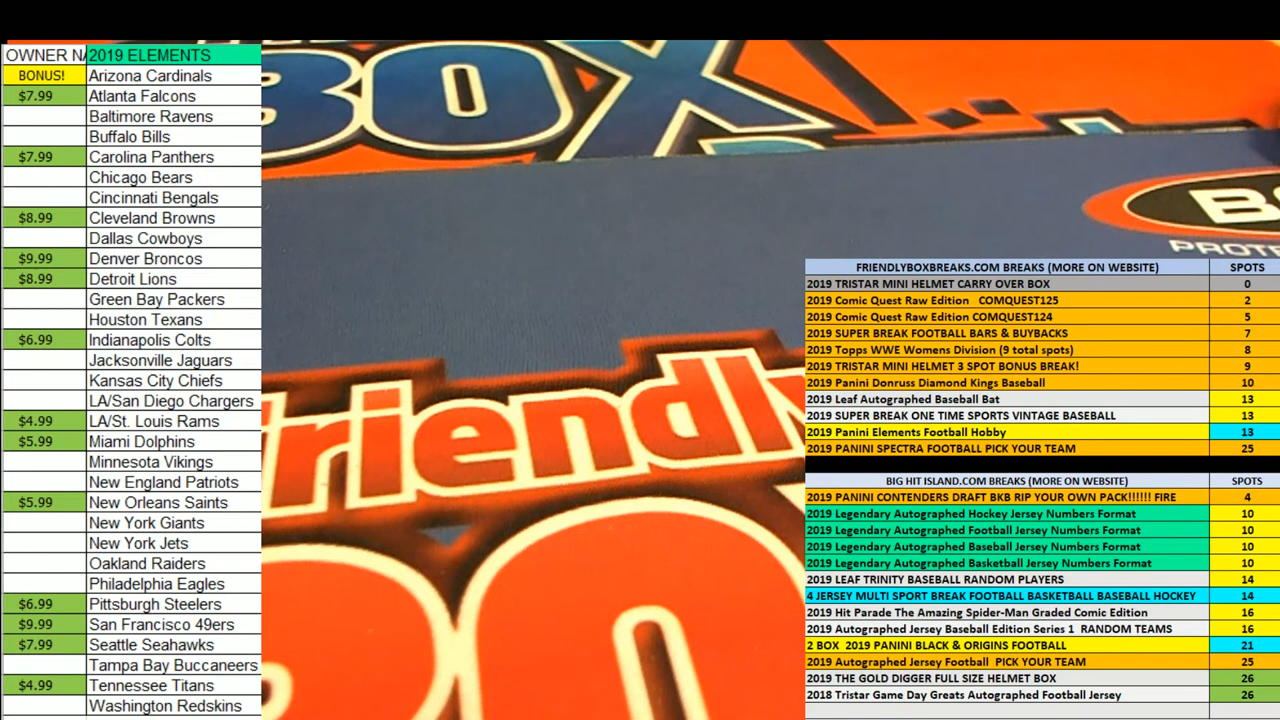 OWNER NA 2019 ELEMENTS
BONUS! Arizona Cardinals
$7.99 Atlanta Falcons
Baltimore Ravens
Buffalo Bills
$7.99 Carolina Panthers
Chicago Bears
Cincinnati Bengals
$8.99 Cleveland Browns
Dallas Cowboys
$9.99 Denver Broncos
$8.99 Detroit Lions
Green Bay Packers
Houston Texans
$6.99 Indianapolis Colts
Jacksonville Jaguars
Kansas City Chiefs
LA/San Diego Chargers
$4.99 LA/St. Louis Rams
$5.99 Miami Dolphins
Minnesota Vikings
New England Patriots
$5.99 New Orleans Saints
New York Giants
New York Jets
Oakland Raiders
Philadelphia Eagles
$6.99 Pittsburgh Steelers
$9.99 San Francisco 49ers
$7.99 Seattle Seahawks
Tampa Bay Buccaneers
$4.99 Tennessee Titans
Washington Redskins
BOX...
PROTE
riendly
FRIENDLYBOXBREAKS.COM BREAKS (MORE ON WEBSITE) SPOTS
2019 TRISTAR MINI HELMET CARRY OVER BOX 0
2019 Comic Quest Raw Edition COMQUEST125 2
2019 Comic Quest Raw Edition COMQUEST124 5
2019 SUPER BREAK FOOTBALL BARS & BUYBACKS 7
2019 Topps WWE Womens Division (9 total spots) 8
2019 TRISTAR MINI HELMET 3 SPOT BONUS BREAK! 9
2019 Panini Donruss Diamond Kings Baseball 10
2019 Leaf Autographed Baseball Bat 13
2019 SUPER BREAK ONE TIME SPORTS VINTAGE BASEBALL 13
2019 Panini Elements Football Hobby 13
2019 PANINI SPECTRA FOOTBALL PICK YOUR TEAM 25
BIG HIT ISLAND.COM BREAKS (MORE ON WEBSITE) SPOTS
2019 PANINI CONTENDERS DRAFT BKB RIP YOUR OWN PACK!!!!!! FIRE 4
2019 Legendary Autographed Hockey Jersey Numbers Format 10
2019 Legendary Autographed Football Jersey Numbers Format 10
2019 Legendary Autographed Baseball Jersey Numbers Format 10
2019 Legendary Autographed Basketball Jersey Numbers Format 10
2019 LEAF TRINITY BASEBALL RANDOM PLAYERS 14
4 JERSEY MULTI SPORT BREAK FOOTBALL BASKETBALL BASEBALL HOCKEY 14
2019 Hit Parade The Amazing Spider-Man Graded Comic Edition 16
2019 Autographed Jersey Baseball Edition Series 1 RANDOM TEAMS 16
2 BOX 2019 PANINI BLACK & ORIGINS FOOTBALL 21
2019 Autographed Jersey Football PICK YOUR TEAM 25
2019 THE GOLD DIGGER FULL SIZE HELMET BOX 26
2018 Tristar Game Day Greats Autographed Football Jersey 26